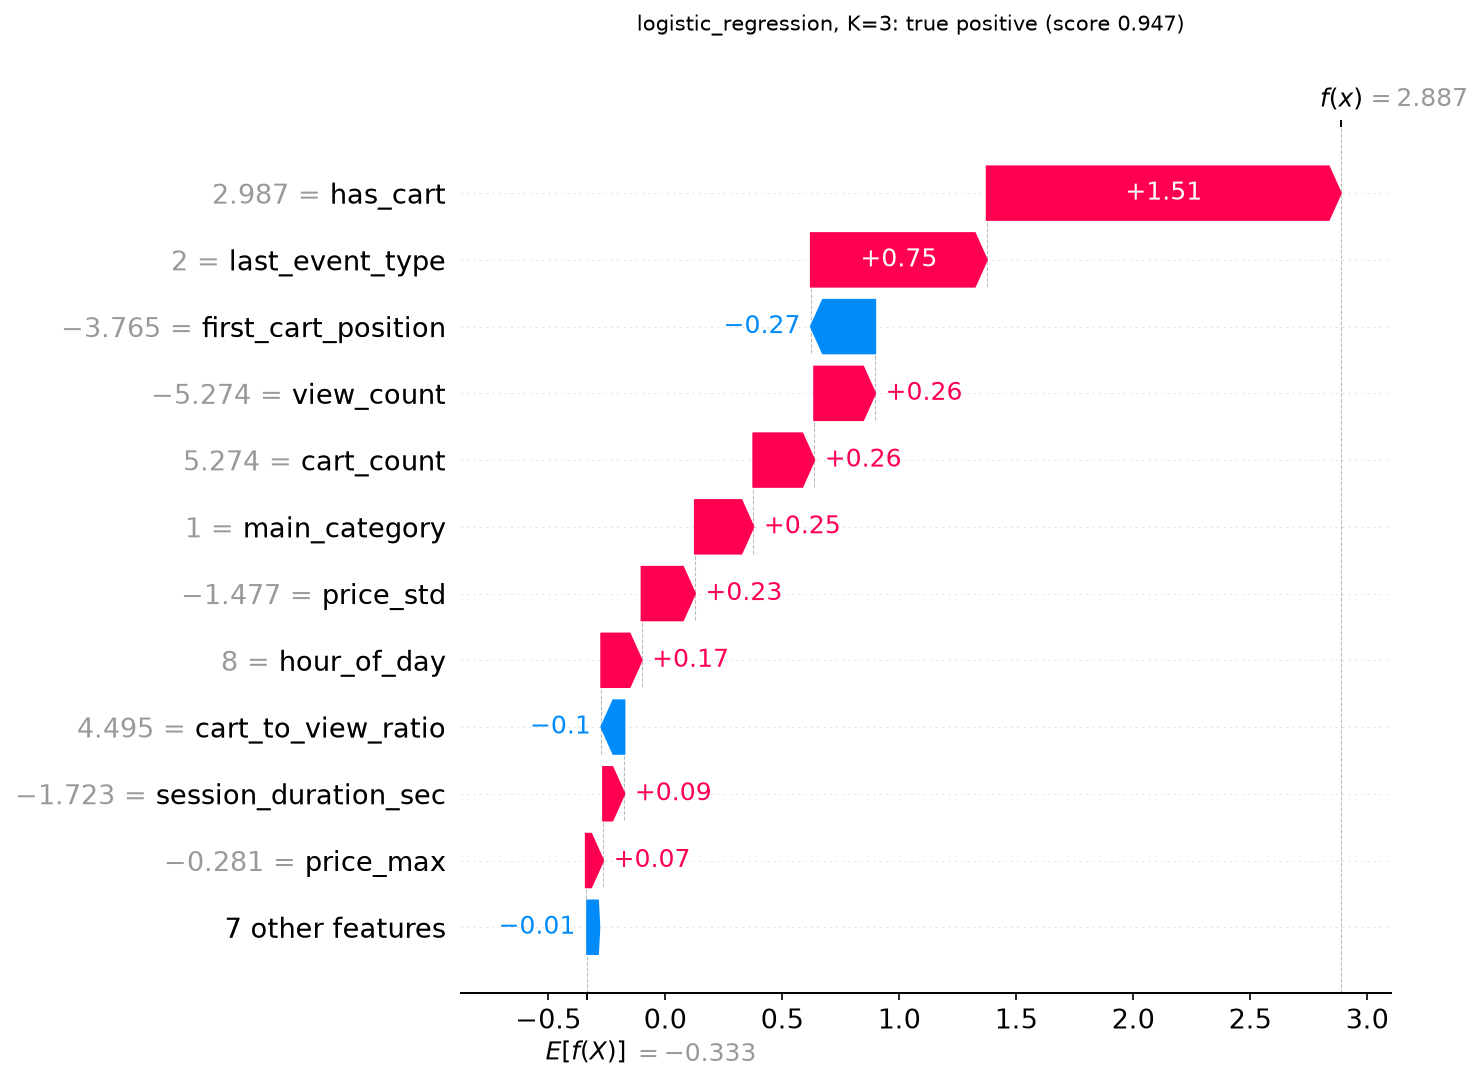 logistic_regression, K=3: true positive (score 0.947)
f(x) = 2.887
2.987 = has_cart +1.51
2 = last_event_type +0.75
−3.765 = first_cart_position −0.27
−5.274 = view_count +0.26
5.274 = cart_count +0.26
1 = main_category +0.25
−1.477 = price_std +0.23
8 = hour_of_day +0.17
4.495 = cart_to_view_ratio −0.1
−1.723 = session_duration_sec +0.09
−0.281 = price_max +0.07
7 other features −0.01
−0.5 0.0 0.5 1.0 1.5 2.0 2.5 3.0
E[f(X)] = −0.333